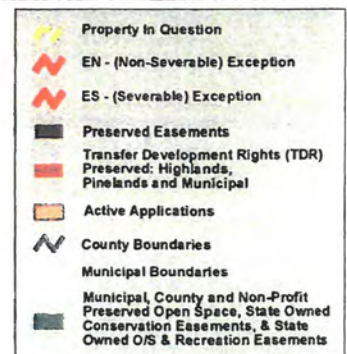 Property In Question
EN - (Non-Severable) Exception
ES - (Severable) Exception
Preserved Easements
Transfer Development Rights (TDR)
Preserved: Highlands,
Pinelands and Municipal
Active Applications
County Boundaries
Municipal Boundaries
Municipal, County and Non-Profit
Preserved Open Space, State Owned
Conservation Easements, & State
Owned O/S & Recreation Easements